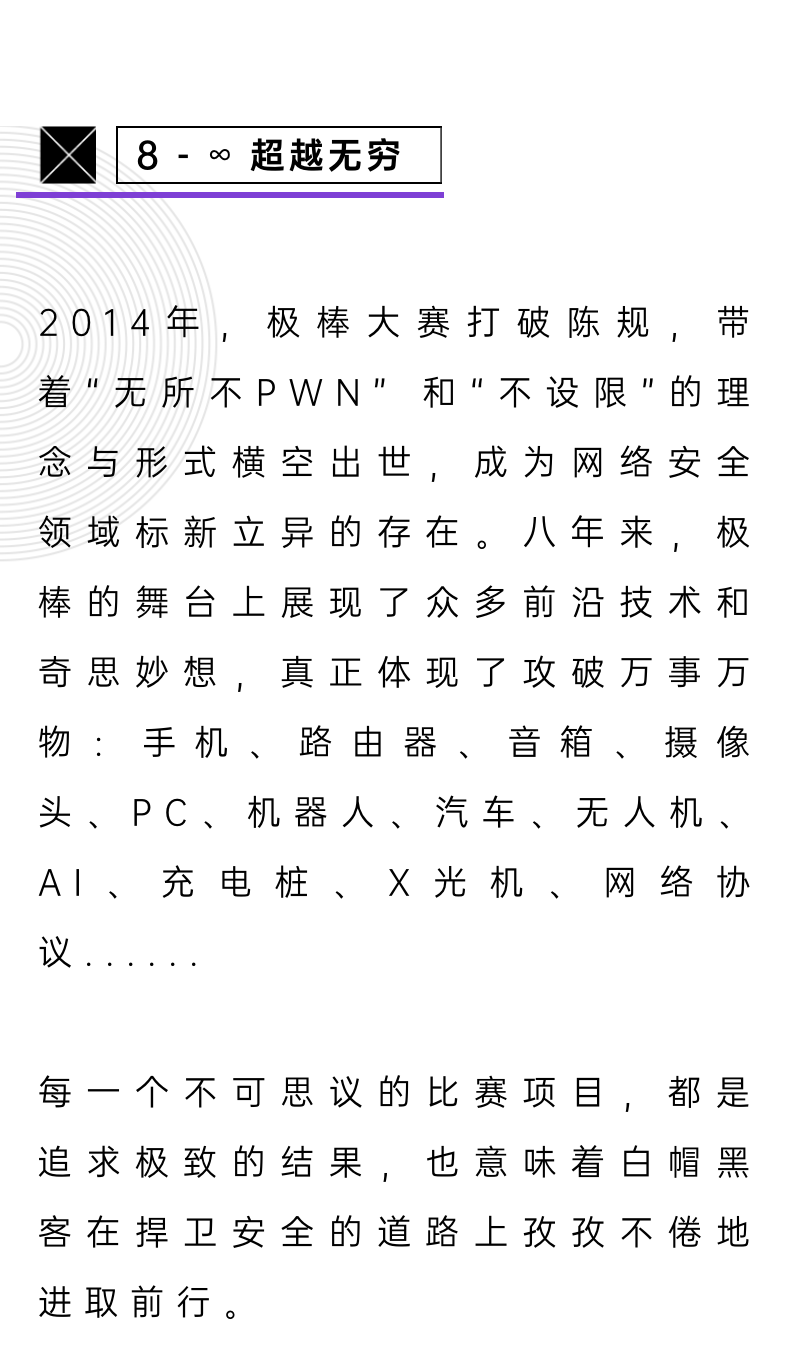 8 - ∞ 超越无穷
2014年，极棒大赛打破陈规，带
着“无所不PWN” 和“不设限”的理
念与形式横空出世，成为网络安全
领域标新立异的存在。八年来，极
棒的舞台上展现了众多前沿技术和
奇思妙想，真正体现了攻破万事万
物：手机、路由器、音箱、摄像
头、PC、机器人、汽车、无人机、
AI、充电桩、X光机、网络协
议......
每一个不可思议的比赛项目，都是
追求极致的结果，也意味着白帽黑
客在捍卫安全的道路上孜孜不倦地
进取前行。